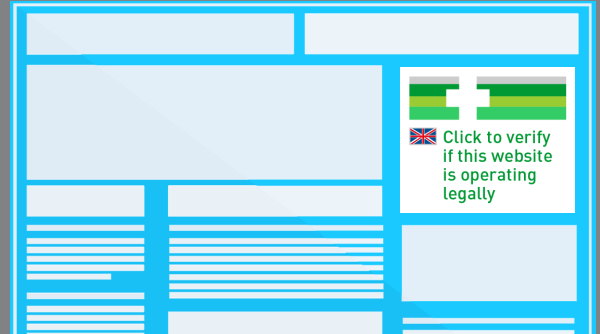 Click to verify
if this website
is operating
legally